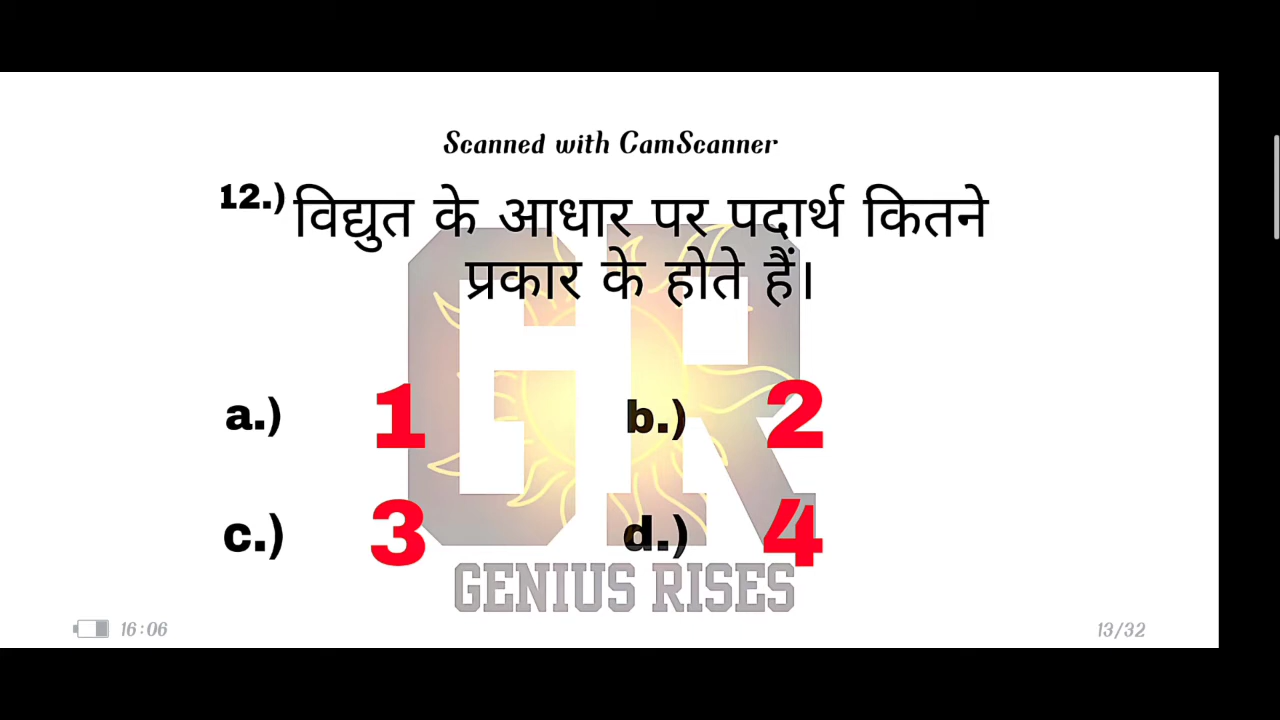 Scanned with CamScanner
12.) विद्युत के आधार पर पदार्थ कितने
प्रकार के होते हैं।
a.) 1 b.) 2
c.) 3 d.) 4
GR
GENIUS RISES
16:06 13/32